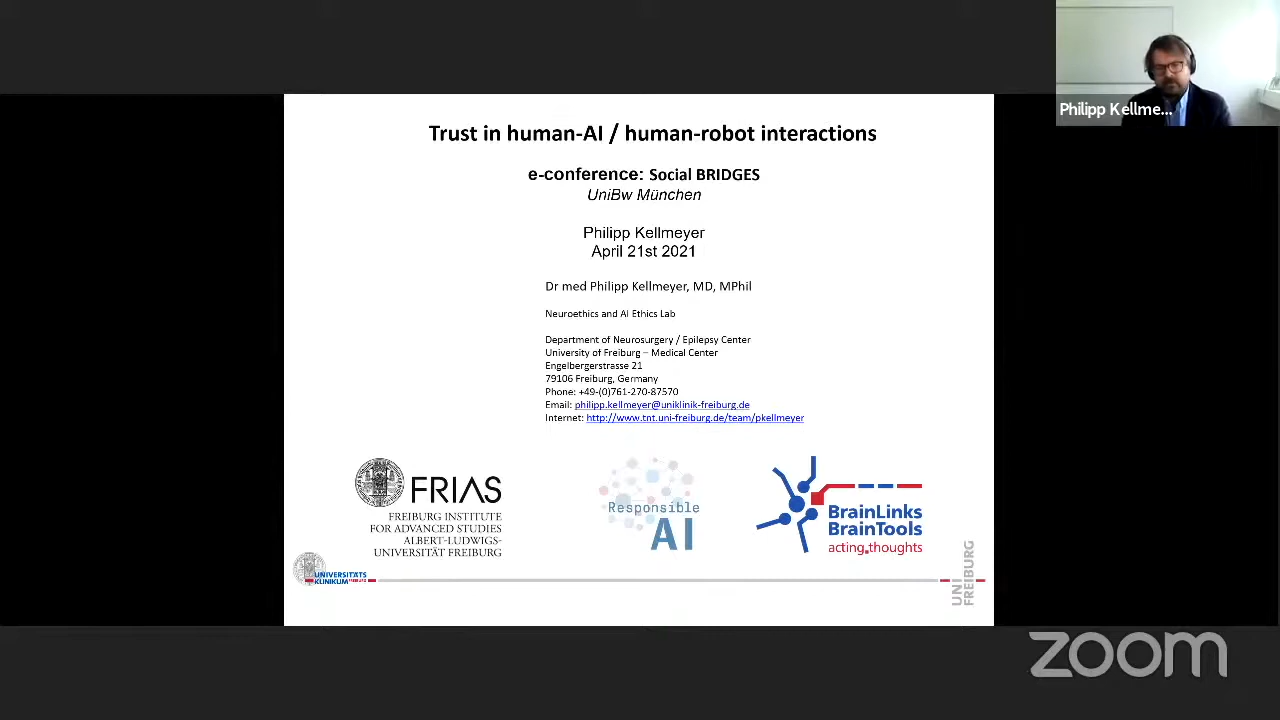 Philipp Kellme...
Trust in human-AI / human-robot interactions
e-conference: Social BRIDGES
UniBw München
Philipp Kellmeyer
April 21st 2021
Dr med Philipp Kellmeyer, MD, MPhil
Neuroethics and AI Ethics Lab
Department of Neurosurgery / Epilepsy Center
University of Freiburg – Medical Center
Engelbergerstrasse 21
79106 Freiburg, Germany
Phone: +49-(0)761-270-87570
Email: philipp.kellmeyer@uniklinik-freiburg.de
Internet: http://www.tnt.uni-freiburg.de/team/pkellmeyer
FRIAS
FREIBURG INSTITUTE
FOR ADVANCED STUDIES
ALBERT-LUDWIGS-
UNIVERSITÄT FREIBURG
Responsible
AI
BrainLinks
BrainTools
acting.thoughts
UNIVERSITÄTS
KLINIKUM
UNI
FREIBURG
zoom